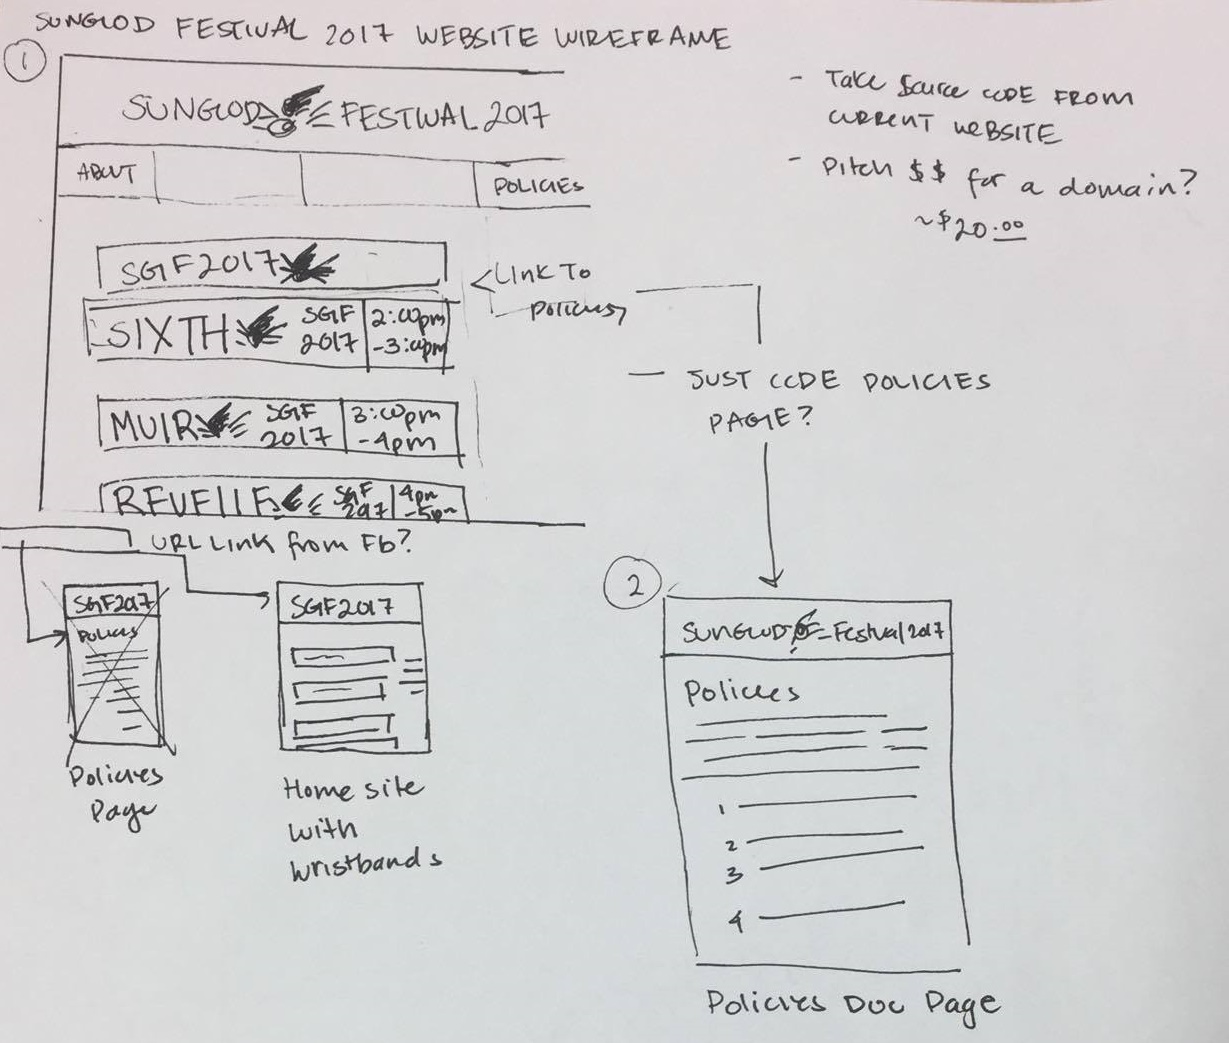 SUNGLOD FESTIVAL 2017 WEBSITE WIREFRAME
1
SUNGLOD FESTIVAL 2017
ABOUT
POLICIES
SGF2017
SIXTH SGF 2017 2:00pm -3:00pm
MUIR SGF 2017 3:00pm -4pm
REVELLE SGF 2017 4pm -5pm
<LINK TO
POLICIES
- Take Source CODE FROM
CURRENT WEBSITE
- Pitch $$ for a domain?
~$20.00
- JUST CODE POLICIES
PAGE?
URL LINK from Fb?
SGF2017
POLICIES
Policies
Page
SGF2017
Home site
with
wristbands
2
SUNGLOD Festival 2017
Policies
1
2
3
4
Policies Doc Page